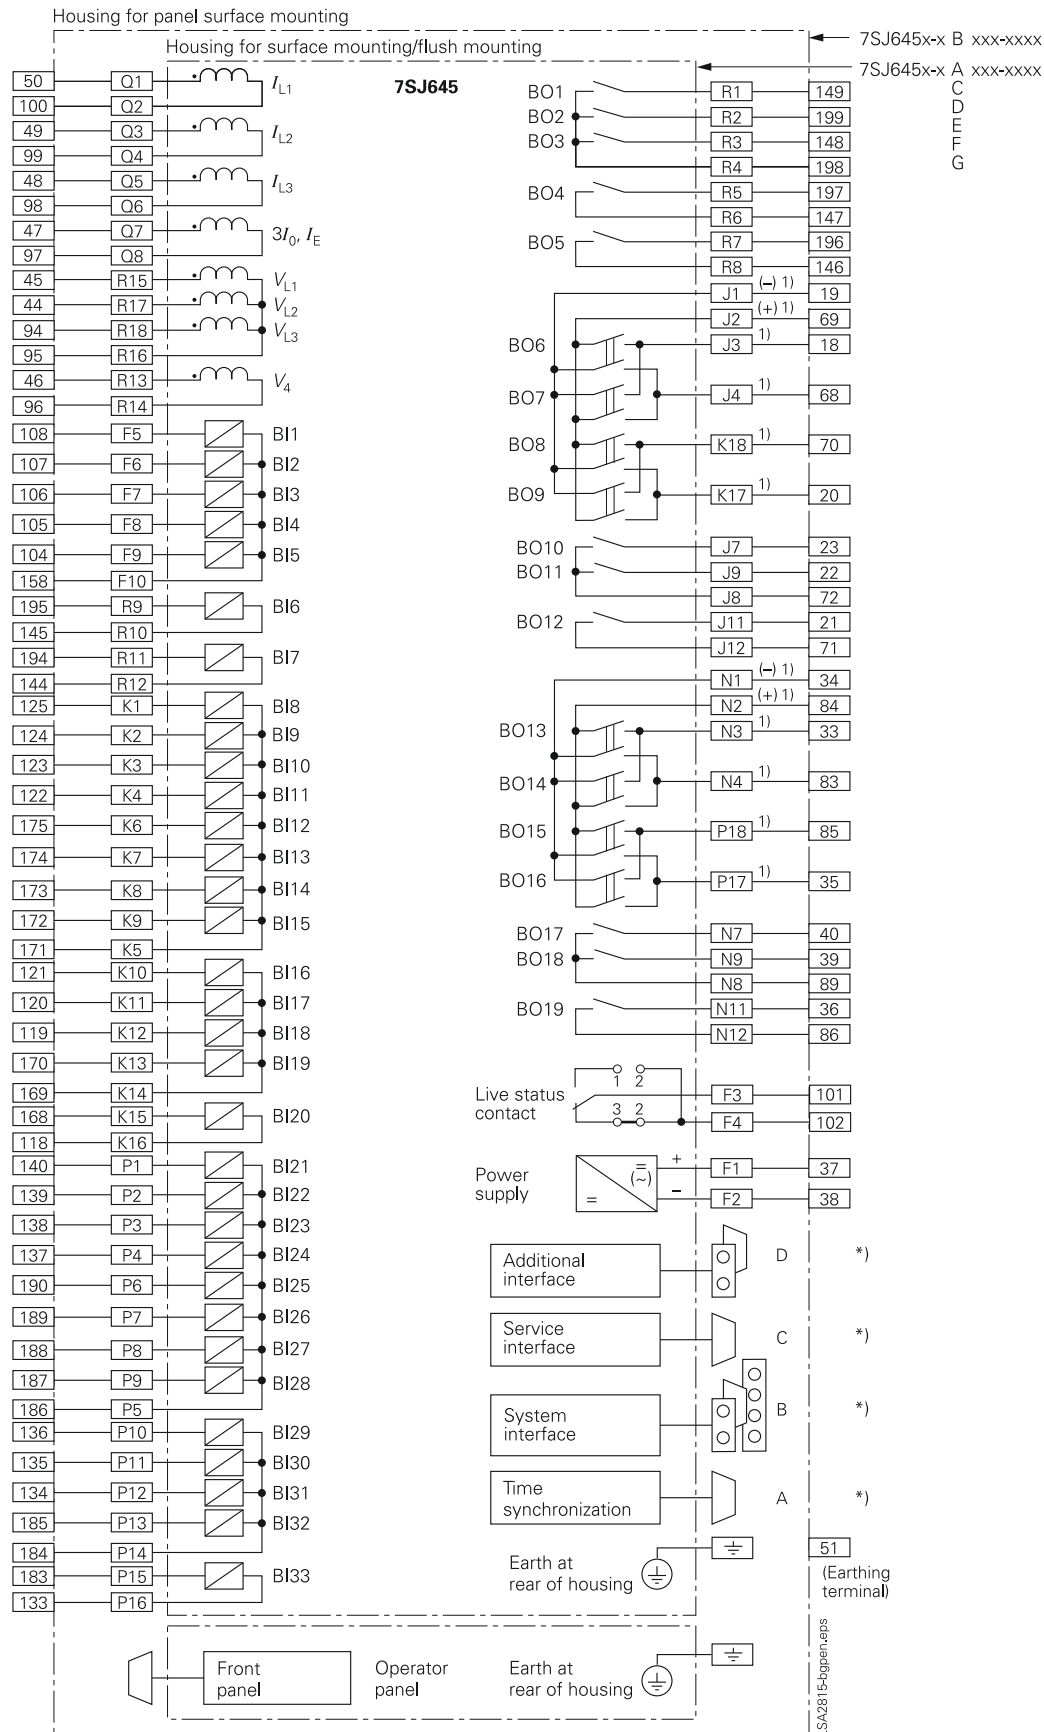 Housing for panel surface mounting
Housing for surface mounting/flush mounting
7SJ645x-x B xxx-xxxx
7SJ645x-x A xxx-xxxx
C
D
E
F
G
7SJ645
50 Q1 IL1
100 Q2
49 Q3 IL2
99 Q4
48 Q5 IL3
98 Q6
47 Q7 3I0, IE
97 Q8
45 R15 VL1
44 R17 VL2
94 R18 VL3
95 R16
46 R13 V4
96 R14
108 F5 BI1
107 F6 BI2
106 F7 BI3
105 F8 BI4
104 F9 BI5
158 F10
195 R9 BI6
145 R10
194 R11 BI7
144 R12
125 K1 BI8
124 K2 BI9
123 K3 BI10
122 K4 BI11
175 K6 BI12
174 K7 BI13
173 K8 BI14
172 K9 BI15
171 K5
121 K10 BI16
120 K11 BI17
119 K12 BI18
170 K13 BI19
169 K14
168 K15 BI20
118 K16
140 P1 BI21
139 P2 BI22
138 P3 BI23
137 P4 BI24
190 P6 BI25
189 P7 BI26
188 P8 BI27
187 P9 BI28
186 P5
136 P10 BI29
135 P11 BI30
134 P12 BI31
185 P13 BI32
184 P14
183 P15 BI33
133 P16
BO1 R1 149
BO2 R2 199
BO3 R3 148
R4 198
BO4 R5 197
R6 147
BO5 R7 196
R8 146
J1 (–) 1) 19
J2 (+) 1) 69
BO6 J3 1) 18
BO7 J4 1) 68
BO8 K18 1) 70
BO9 K17 1) 20
BO10 J7 23
BO11 J9 22
J8 72
BO12 J11 21
J12 71
N1 (–) 1) 34
N2 (+) 1) 84
BO13 N3 1) 33
BO14 N4 1) 83
BO15 P18 1) 85
BO16 P17 1) 35
BO17 N7 40
BO18 N9 39
N8 89
BO19 N11 36
N12 86
1 2
Live status
contact
3 2
F3 101
F4 102
Power
supply
= (~) =
+ F1 37
– F2 38
Additional
interface
D *)
Service
interface
C *)
System
interface
B *)
Time
synchronization
A *)
Earth at
rear of housing
51
(Earthing
terminal)
Front
panel
Operator
panel
Earth at
rear of housing
LSA2815-bgpen.eps